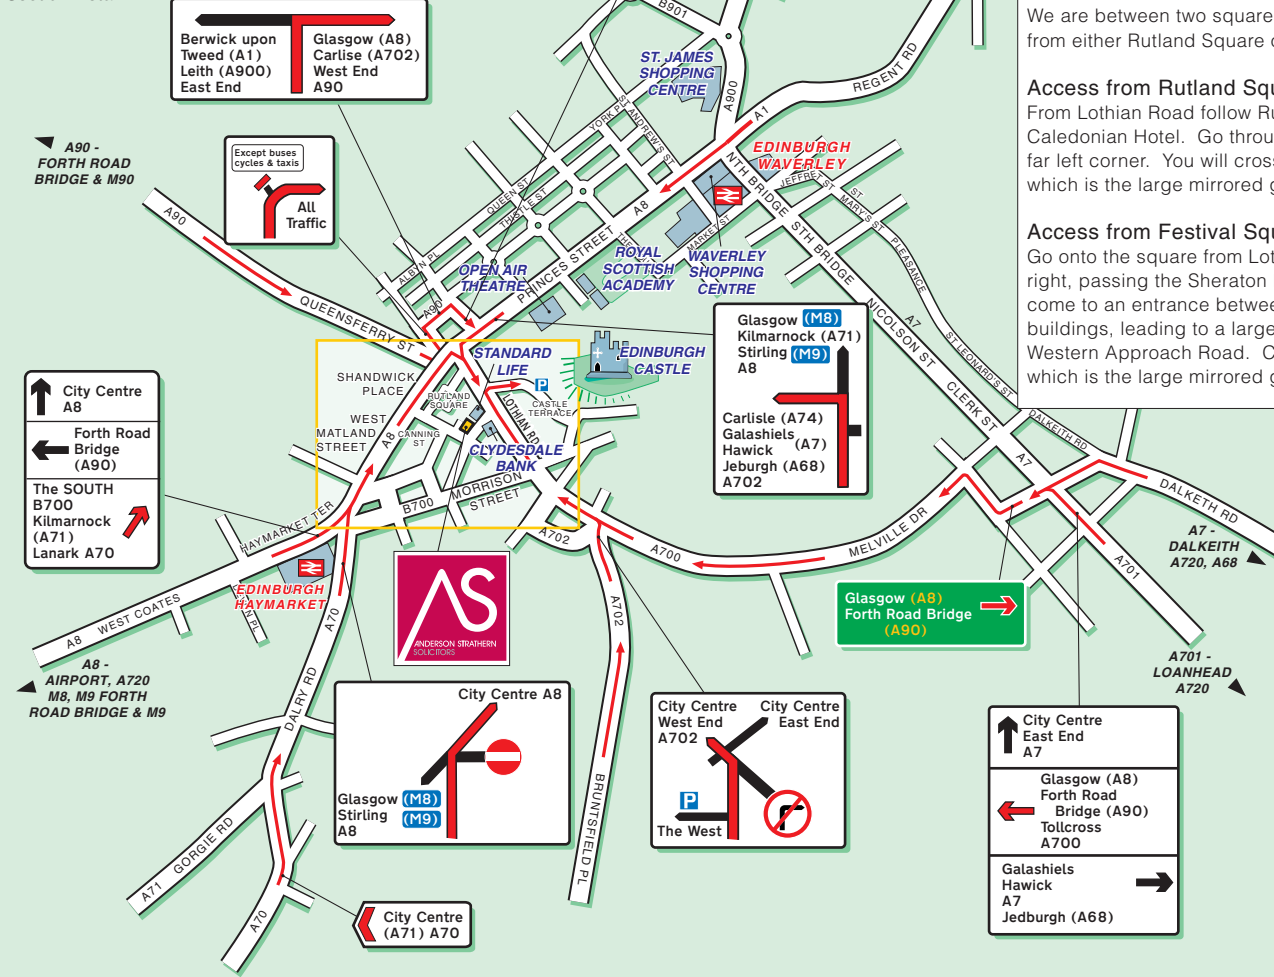 Berwick upon
Tweed (A1)
Leith (A900)
East End
Glasgow (A8)
Carlise (A702)
West End
A90
B901
ST. JAMES
SHOPPING
CENTRE
A900
REGENT RD
A1
We are between two square
from either Rutland Square o
Access from Rutland Squ
From Lothian Road follow Ru
Caledonian Hotel. Go throu
far left corner. You will cross
which is the large mirrored g
Access from Festival Squ
Go onto the square from Lot
right, passing the Sheraton
come to an entrance betwee
buildings, leading to a large
Western Approach Road. C
which is the large mirrored g
A90 -
FORTH ROAD
BRIDGE & M90
Except buses
cycles & taxis
All
Traffic
YORK PL
ST. ANDREW'S ST
EDINBURGH
WAVERLEY
NTH BRIDGE
JEFFREY ST
ST
MARY'S ST
PLEASANCE
QUEEN ST
THISTLE ST
A8
MARKET ST
STH BRIDGE
A90
QUEENSFERRY ST
ALBYN PL
A90
OPEN AIR
THEATRE
PRINCES STREET
ROYAL
SCOTTISH
ACADEMY
WAVERLEY
SHOPPING
CENTRE
NICOLSON ST
A7
ST LEONARD'S ST
CLERK ST
Glasgow (M8)
Kilmarnock (A71)
Stirling (M9)
A8
Carlisle (A74)
Galashiels
Hawick
(A7)
Jeburgh (A68)
A702
STANDARD
LIFE
EDINBURGH
CASTLE
SHANDWICK
PLACE
RUTLAND
SQUARE
P
CASTLE
TERRACE
LOTHIAN RD
WEST
MATLAND
STREET
A8
CANNING
ST
CLYDESDALE
BANK
MORRISON
STREET
B700
City Centre
A8
Forth Road
Bridge
(A90)
The SOUTH
B700
Kilmarnock
(A71)
Lanark A70
HAYMARKET TER
A702
A700
MELVILLE DR
A7
DALKEITH RD
DALKETH RD
A7 -
DALKEITH
A720, A68
A701
EDINBURGH
HAYMARKET
A8 WEST COATES
A70
AS
ANDERSON STRATHERN
SOLICITORS
A702
Glasgow (A8)
Forth Road Bridge
(A90)
A701 -
LOANHEAD
A720
A8 -
AIRPORT, A720
M8, M9 FORTH
ROAD BRIDGE & M9
DALRY RD
City Centre A8
Glasgow (M8)
Stirling (M9)
A8
City Centre
West End
A702
City Centre
East End
P
The West
BRUNTSFIELD PL
City Centre
East End
A7
Glasgow (A8)
Forth Road
Bridge (A90)
Tollcross
A700
Galashiels
Hawick
A7
Jedburgh (A68)
A71 GORGIE RD
A70
City Centre
(A71) A70